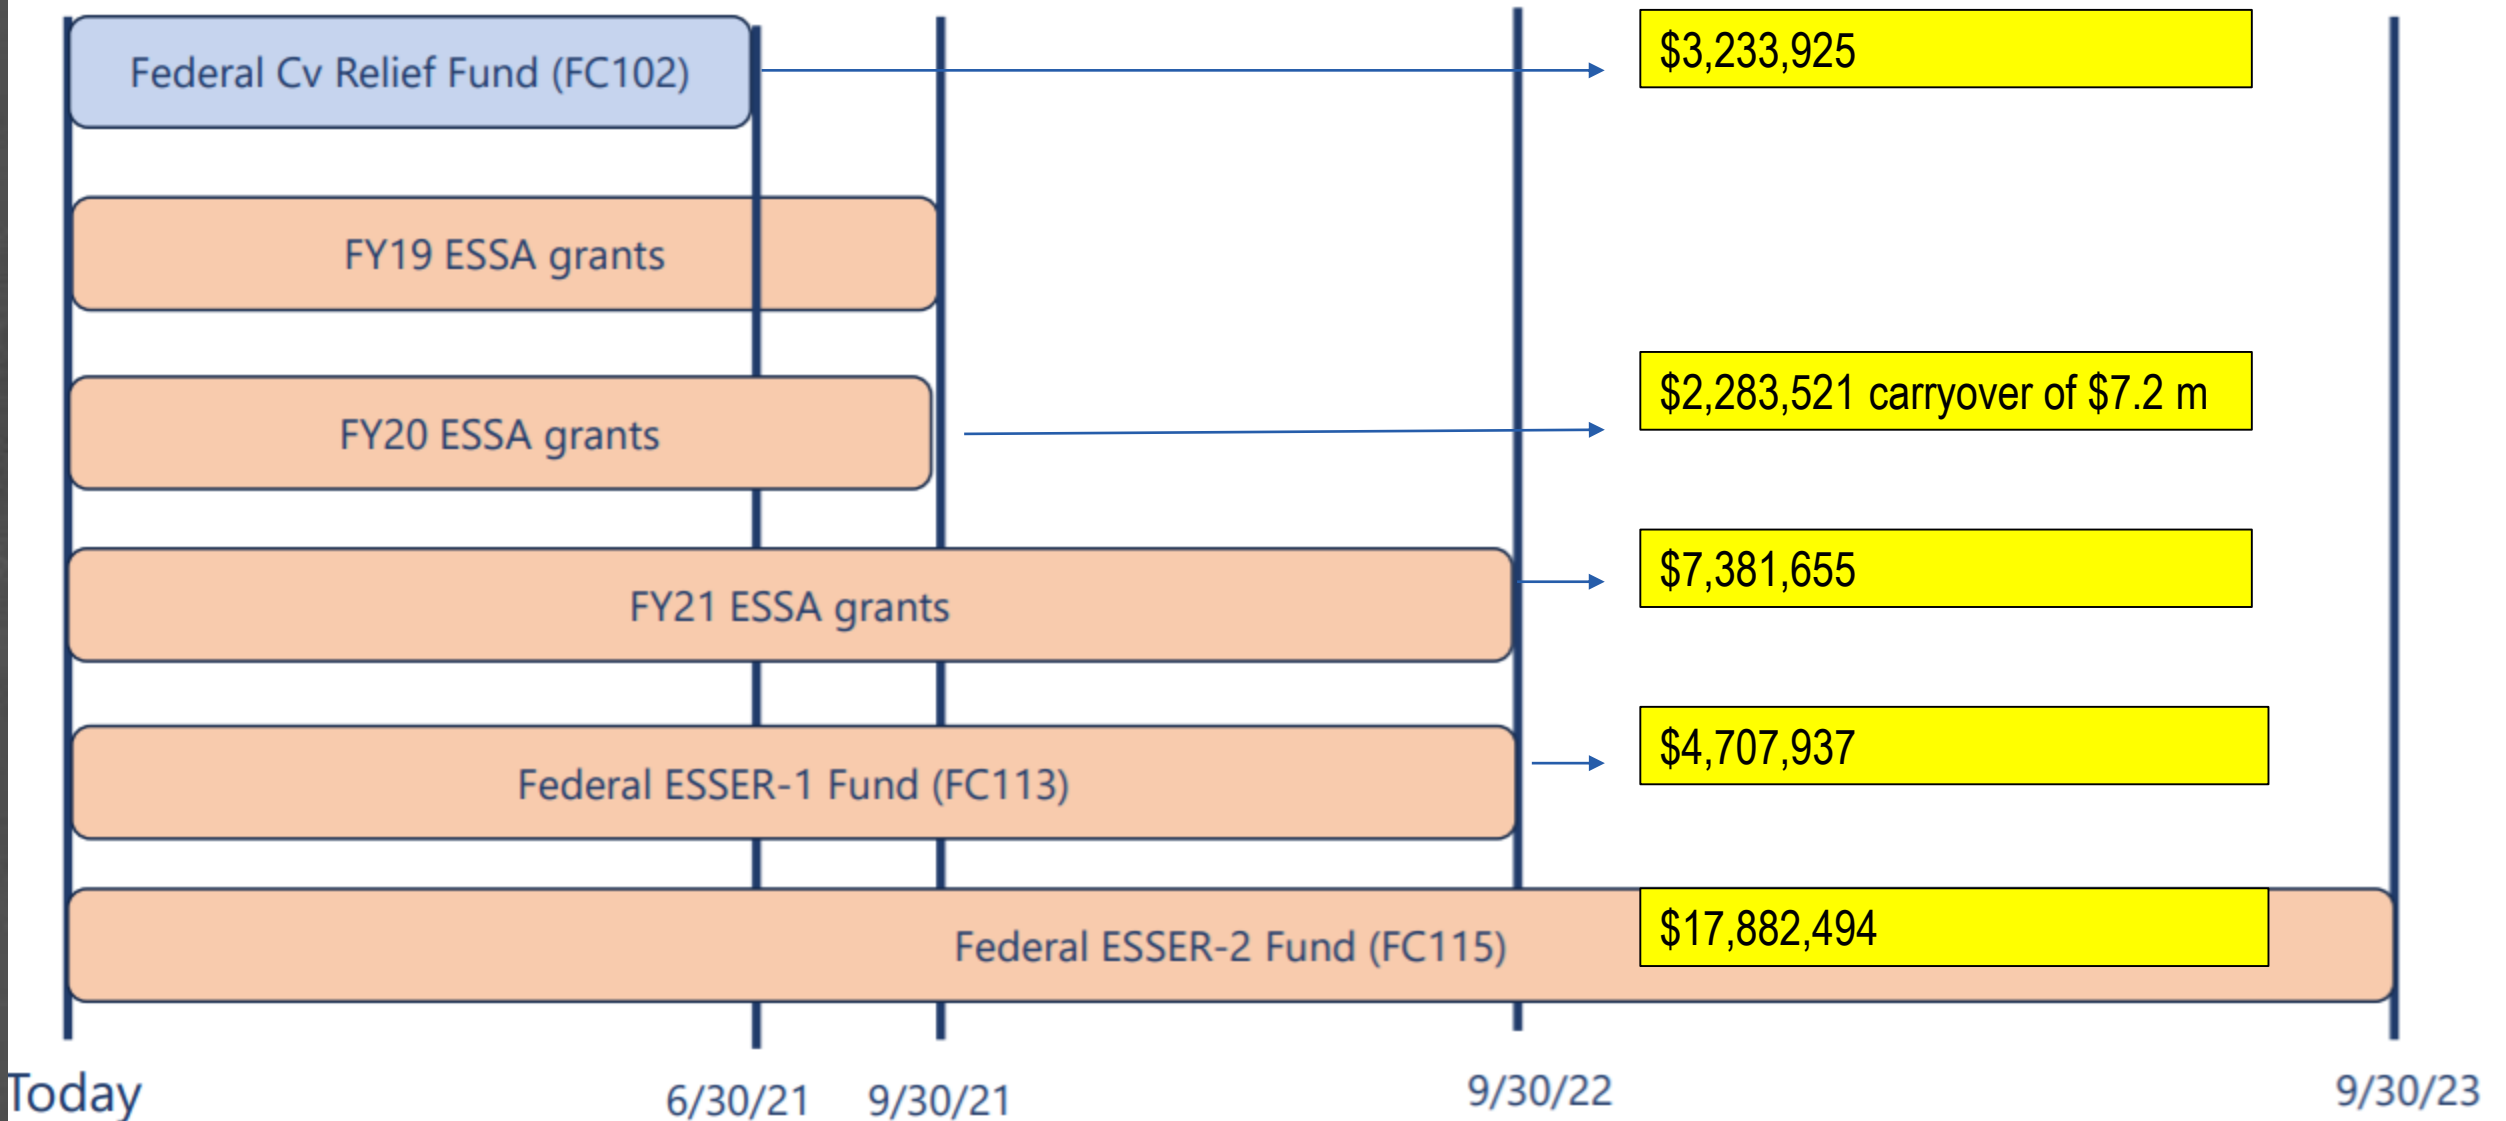 Federal Cv Relief Fund (FC102)
$3,233,925
FY19 ESSA grants
FY20 ESSA grants
$2,283,521 carryover of $7.2 m
FY21 ESSA grants
$7,381,655
Federal ESSER-1 Fund (FC113)
$4,707,937
Federal ESSER-2 Fund (FC115)
$17,882,494
Today
6/30/21
9/30/21
9/30/22
9/30/23